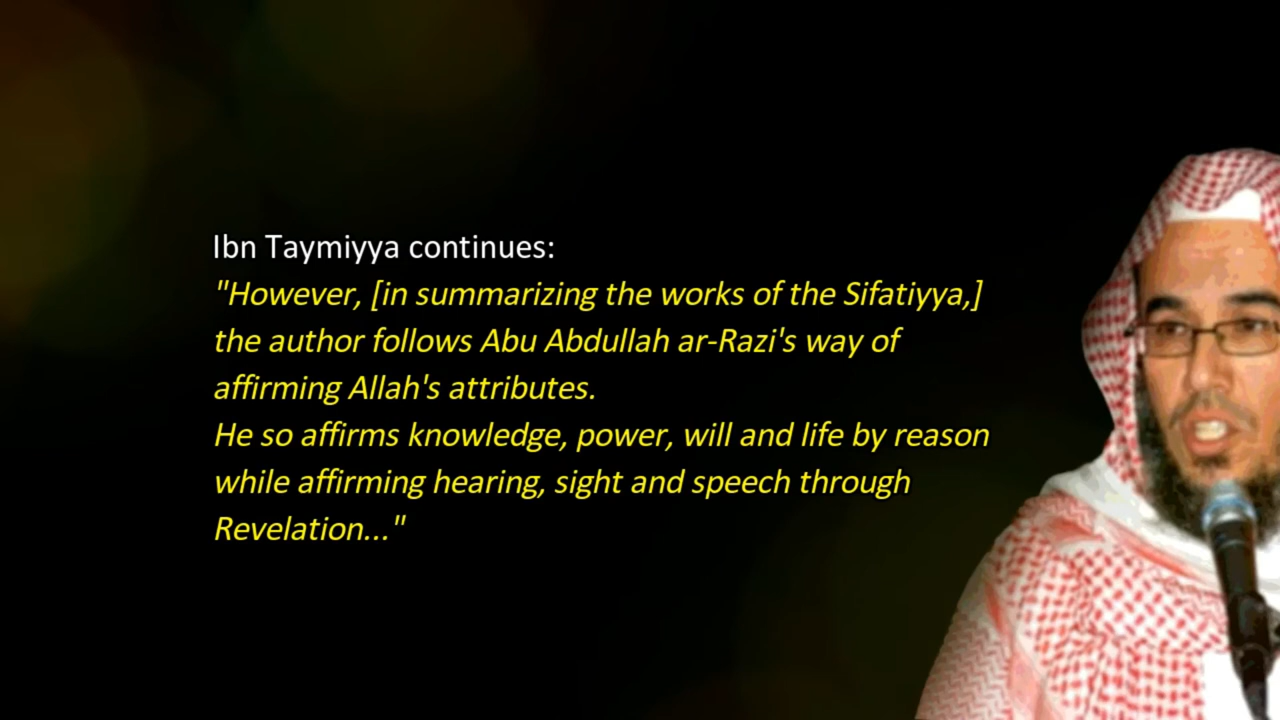 Ibn Taymiyya continues:
"However, [in summarizing the works of the Sifatiyya,]
the author follows Abu Abdullah ar-Razi's way of
affirming Allah's attributes.
He so affirms knowledge, power, will and life by reason
while affirming hearing, sight and speech through
Revelation..."